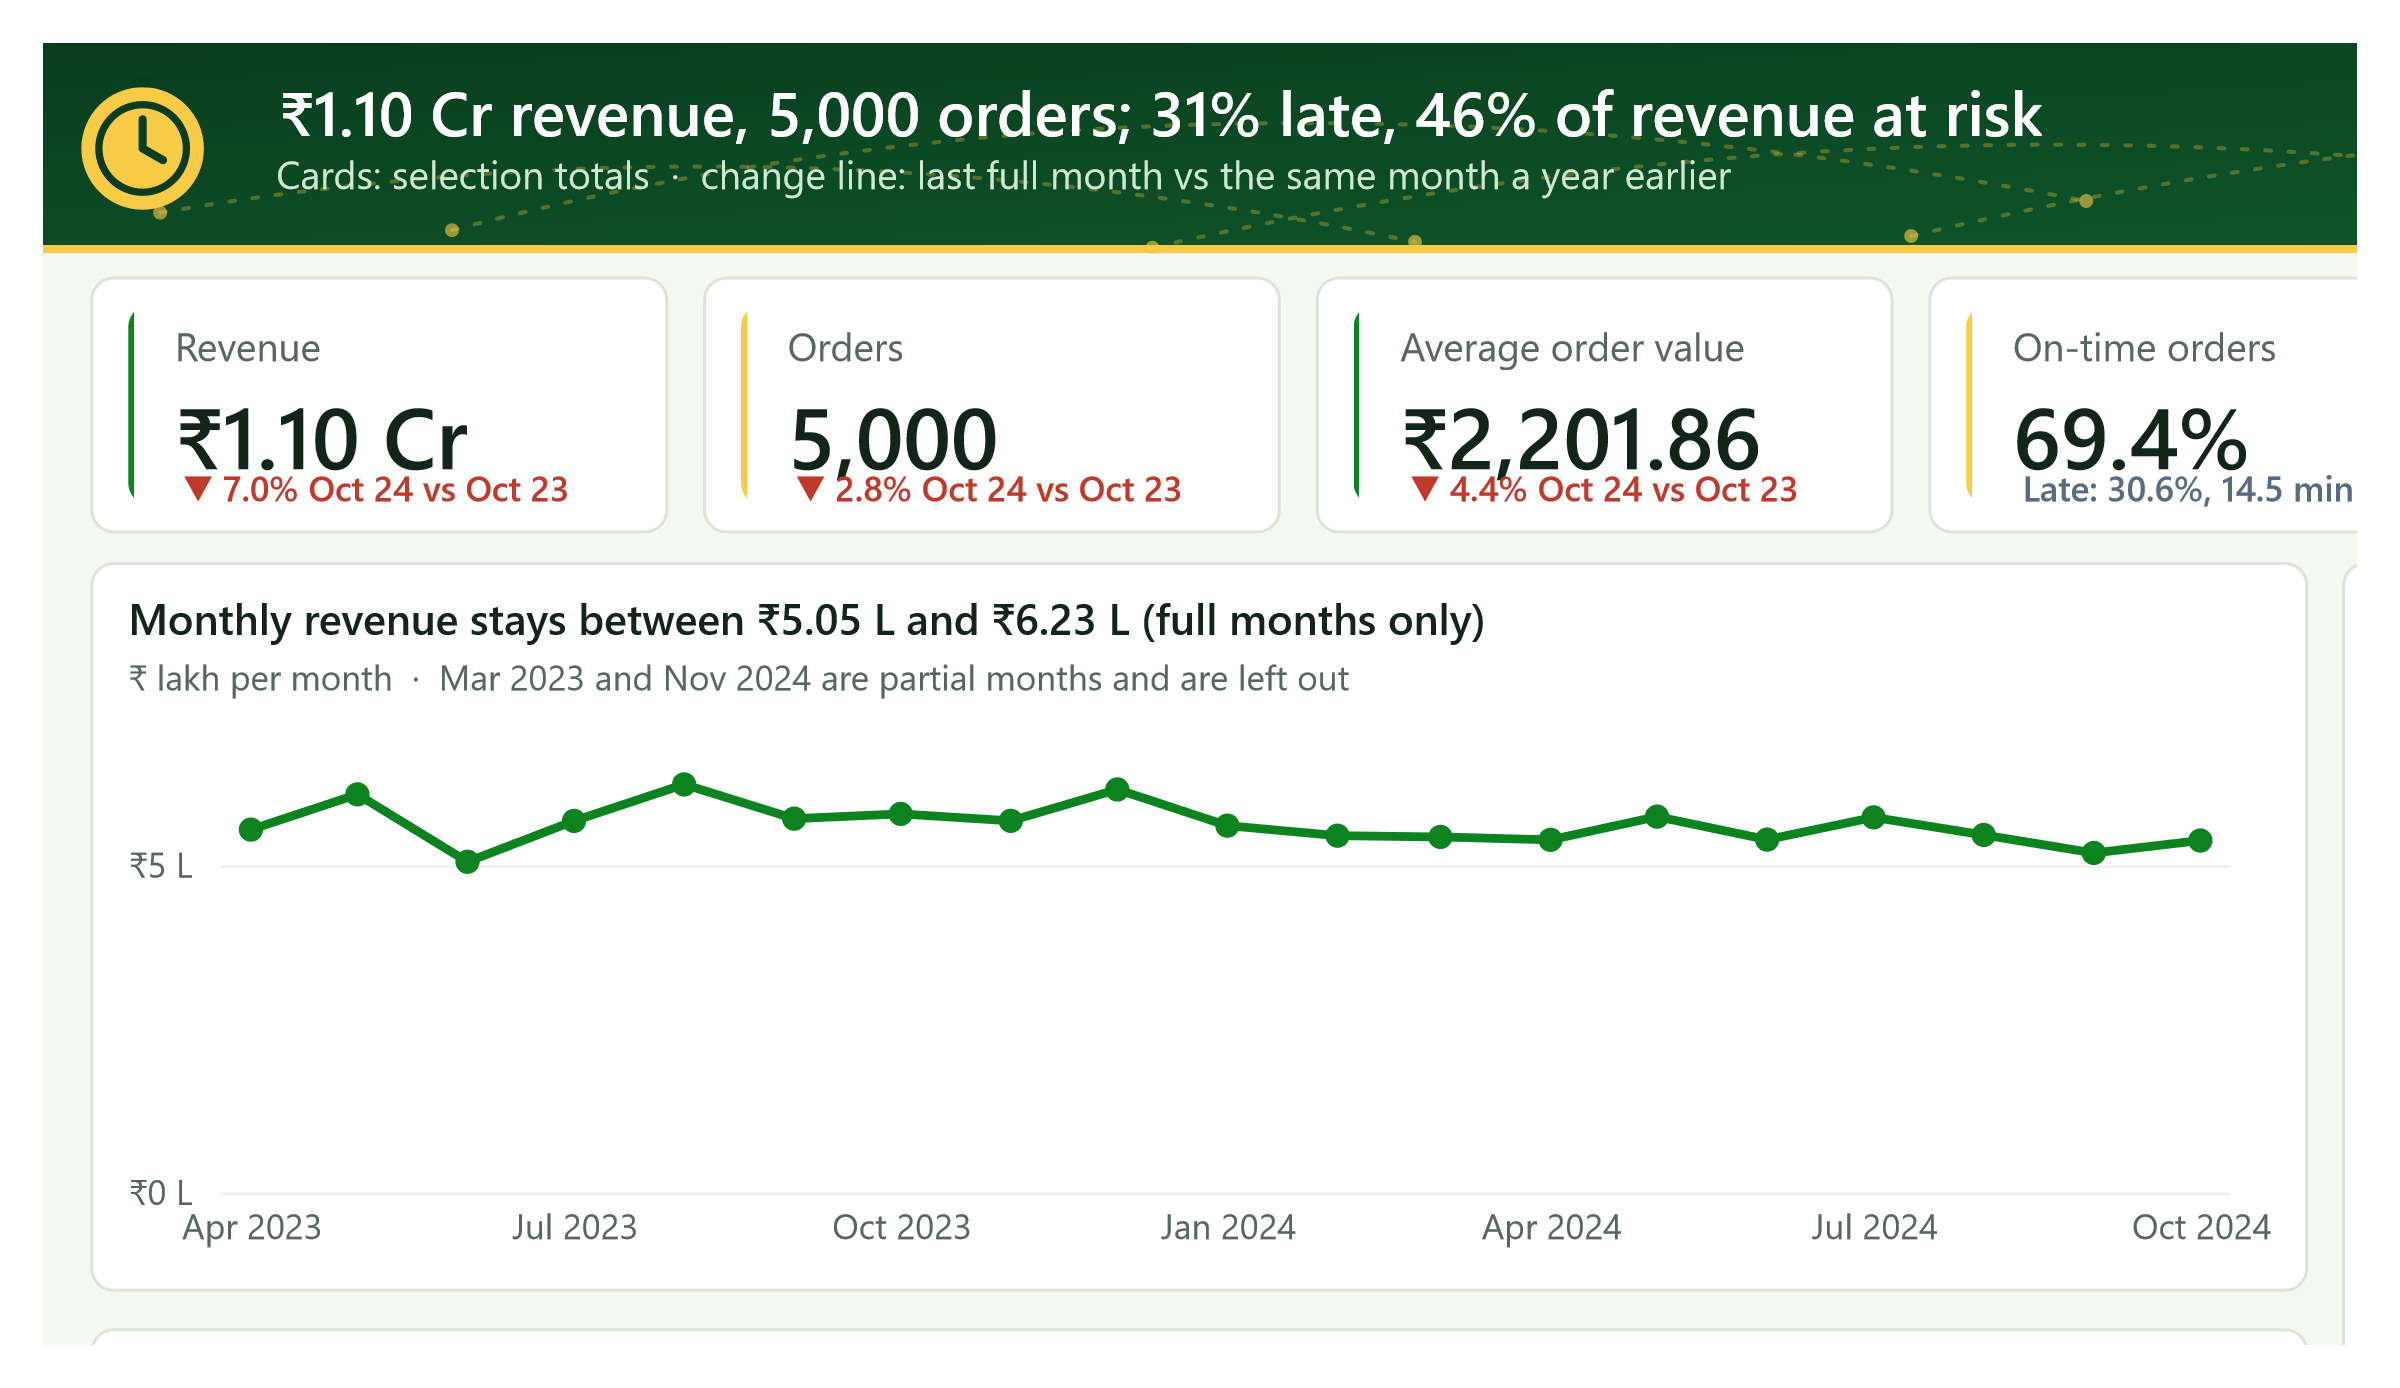 ₹1.10 Cr revenue, 5,000 orders; 31% late, 46% of revenue at risk
Cards: selection totals · change line: last full month vs the same month a year earlier
Revenue
₹1.10 Cr
▼ 7.0% Oct 24 vs Oct 23
Orders
5,000
▼ 2.8% Oct 24 vs Oct 23
Average order value
₹2,201.86
▼ 4.4% Oct 24 vs Oct 23
On-time orders
69.4%
Late: 30.6%, 14.5 min
Monthly revenue stays between ₹5.05 L and ₹6.23 L (full months only)
₹ lakh per month · Mar 2023 and Nov 2024 are partial months and are left out
₹5 L
₹0 L
Apr 2023 Jul 2023 Oct 2023 Jan 2024 Apr 2024 Jul 2024 Oct 2024